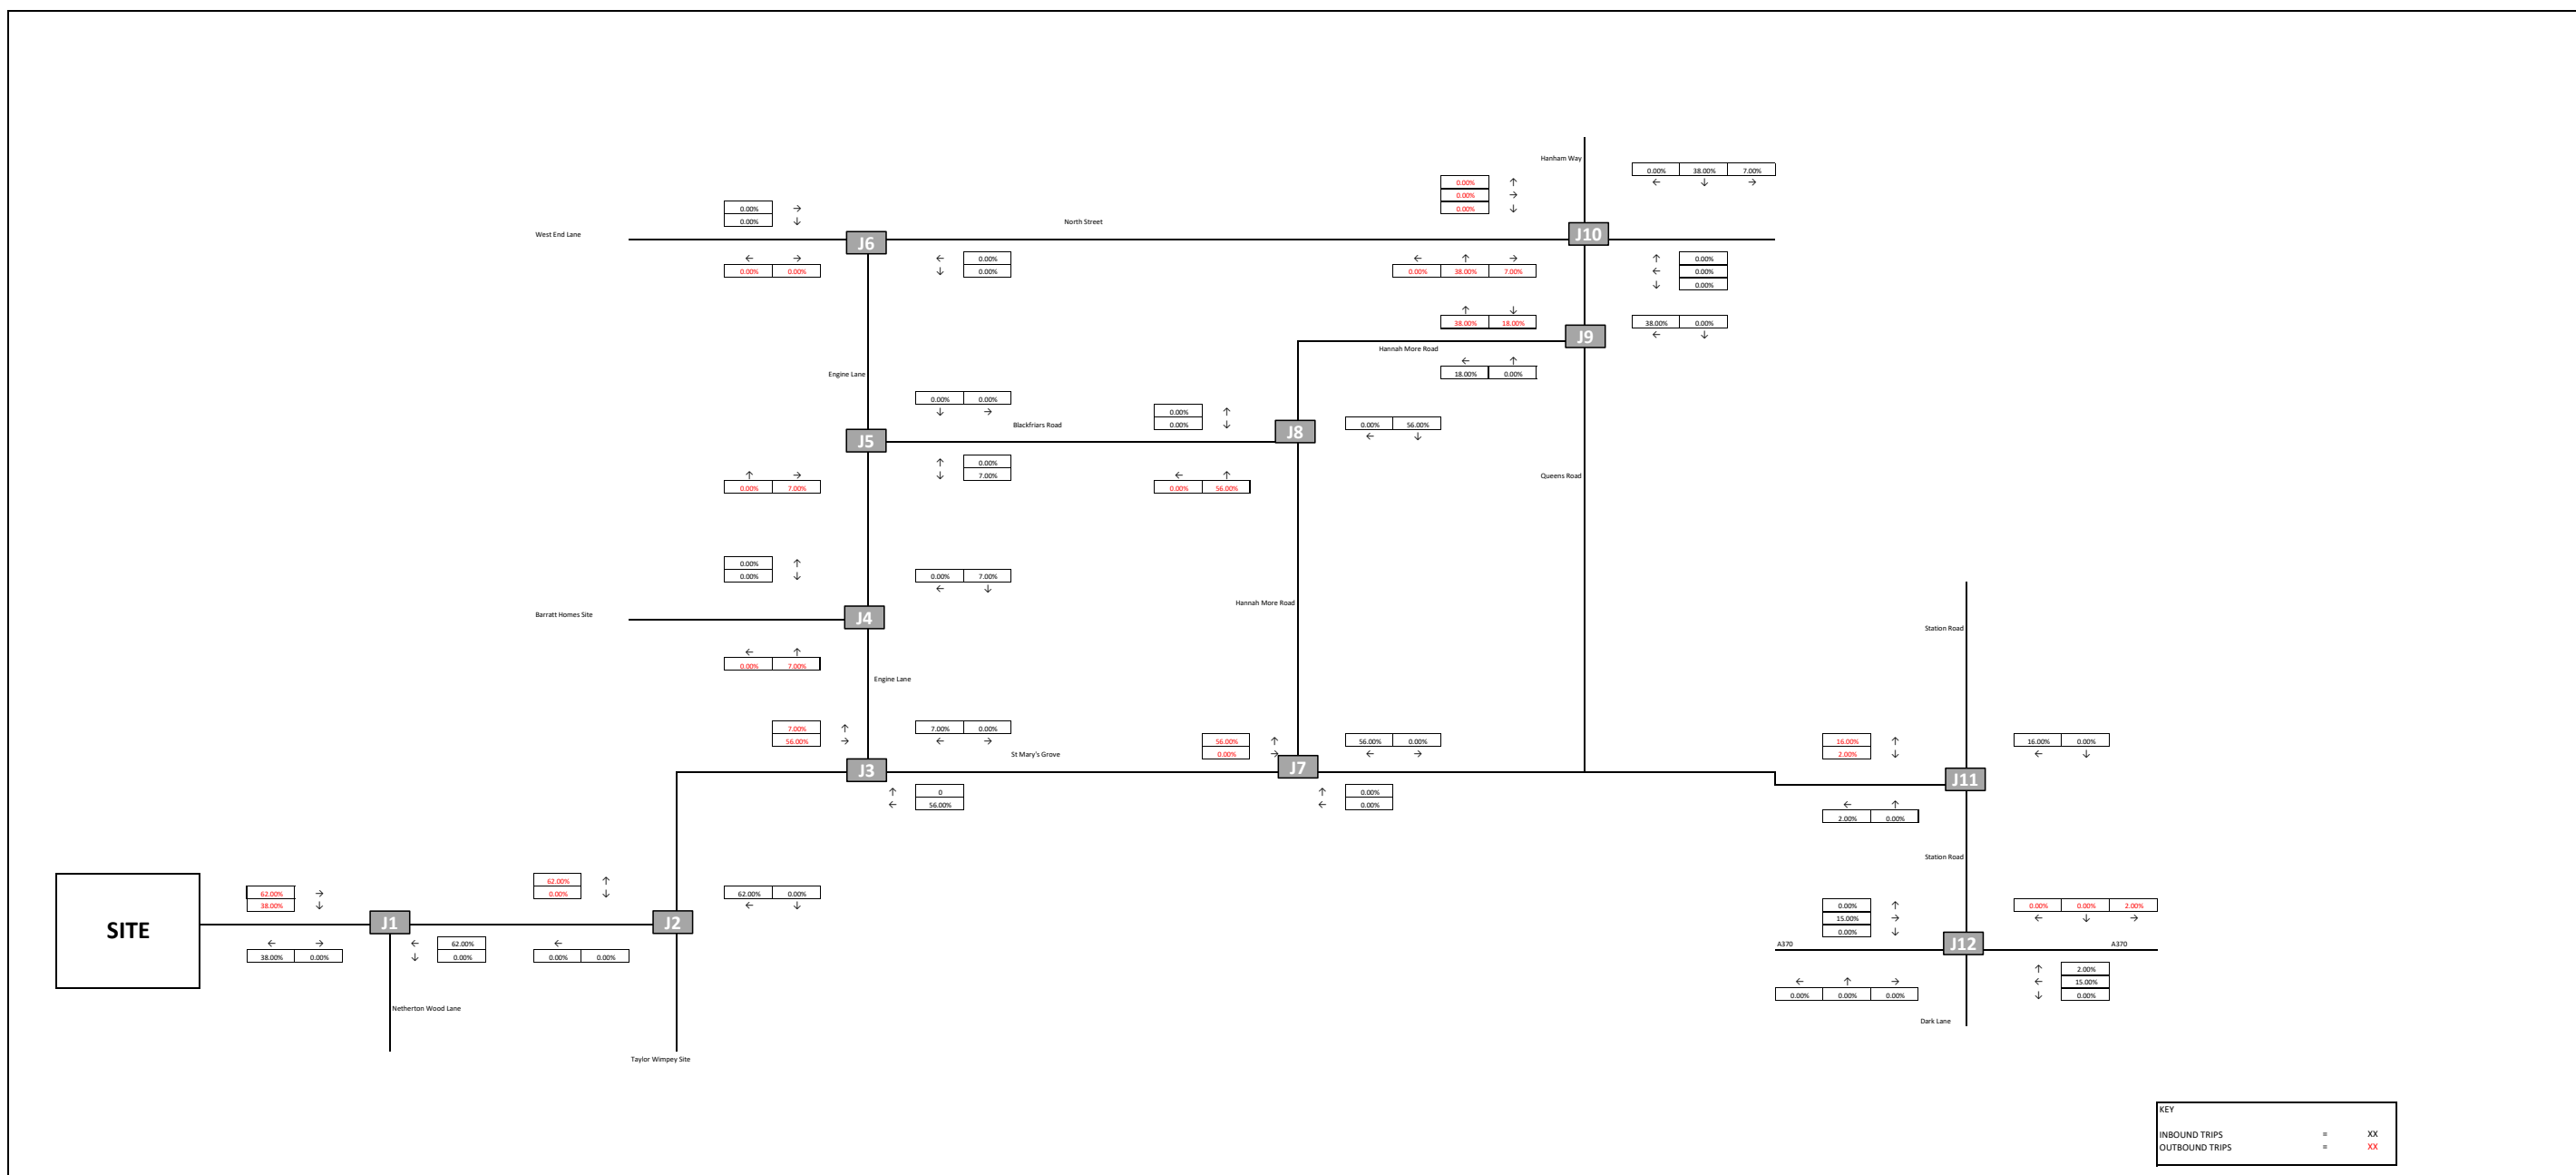 Hanham Way
0.00% 38.00% 7.00%
← ↓ →
0.00% ↑
0.00% →
0.00% ↓
0.00% →
0.00% ↓
North Street
West End Lane
J6
J10
← →
0.00% 0.00%
← 0.00%
↓ 0.00%
← ↑ →
0.00% 38.00% 7.00%
↑ 0.00%
← 0.00%
↓ 0.00%
↑ ↓
38.00% 18.00%
38.00% 0.00%
← ↓
J9
Hannah More Road
← ↑
18.00% 0.00%
Engine Lane
0.00% 0.00%
↓ →
0.00% ↑
0.00% ↓
Blackfriars Road
0.00% 56.00%
← ↓
J5
J8
↑ 0.00%
↓ 7.00%
↑ →
0.00% 7.00%
← ↑
0.00% 56.00%
Queens Road
0.00% ↑
0.00% ↓
0.00% 7.00%
← ↓
Barratt Homes Site
J4
Hannah More Road
Station Road
← ↑
0.00% 7.00%
Engine Lane
7.00% ↑
56.00% →
7.00% 0.00%
← →
St Mary's Grove
56.00% ↑
0.00% →
56.00% 0.00%
← →
16.00% ↑
2.00% ↓
16.00% 0.00%
← ↓
J3
J7
J11
↑ 0
← 56.00%
↑ 0.00%
← 0.00%
← ↑
2.00% 0.00%
Station Road
SITE
62.00% →
38.00% ↓
62.00% ↑
0.00% ↓
62.00% 0.00%
← ↓
0.00% ↑
15.00% →
0.00% ↓
0.00% 0.00% 2.00%
← ↓ →
J1
J2
A370
J12
A370
← →
38.00% 0.00%
← 62.00%
↓ 0.00%
←
0.00% 0.00%
← ↑ →
0.00% 0.00% 0.00%
↑ 2.00%
← 15.00%
↓ 0.00%
Netherton Wood Lane
Dark Lane
Taylor Wimpey Site
KEY
INBOUND TRIPS = XX
OUTBOUND TRIPS = XX